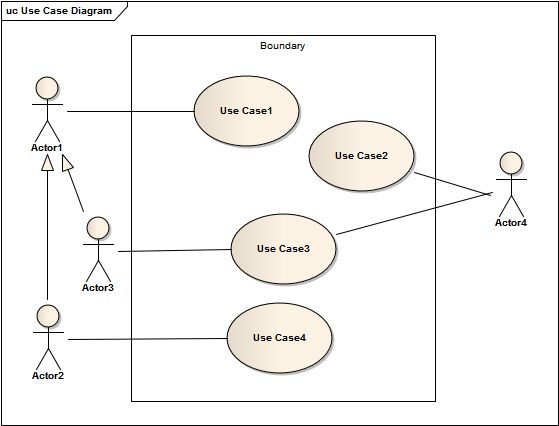 uc Use Case Diagram
Boundary
Use Case1
Actor1
Use Case2
Actor4
Use Case3
Actor3
Use Case4
Actor2